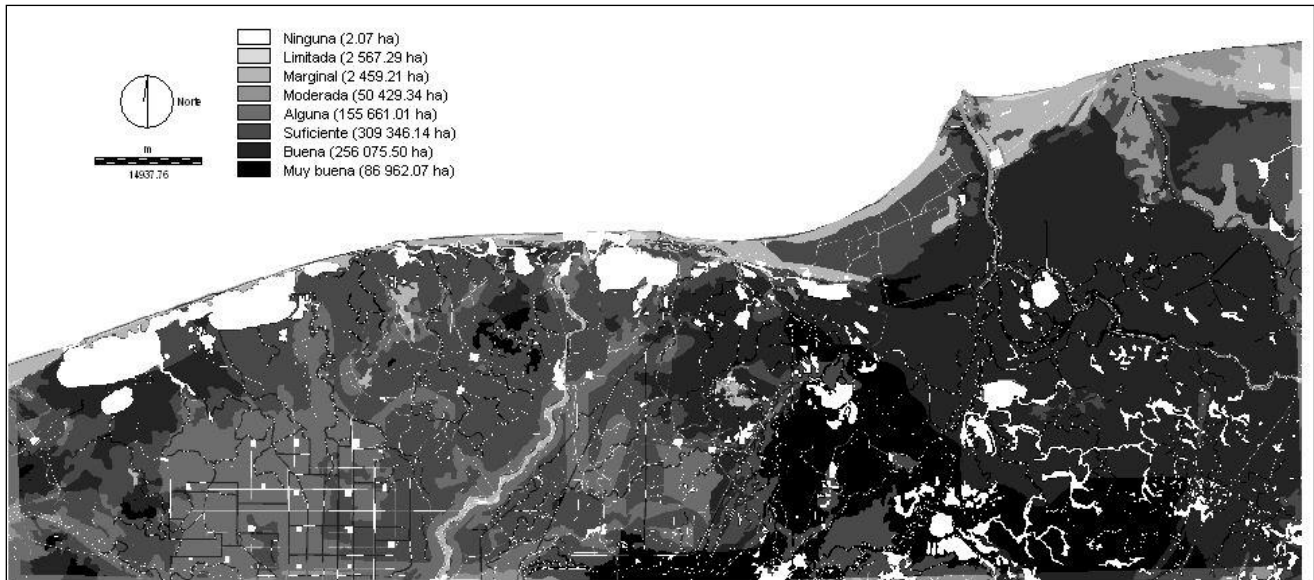 Ninguna (2.07 ha)
Limitada (2 567.29 ha)
Marginal (2 459.21 ha)
Moderada (50 429.34 ha)
Alguna (155 661.01 ha)
Suficiente (309 346.14 ha)
Buena (256 075.50 ha)
Muy buena (86 962.07 ha)
Norte
m
14937.76